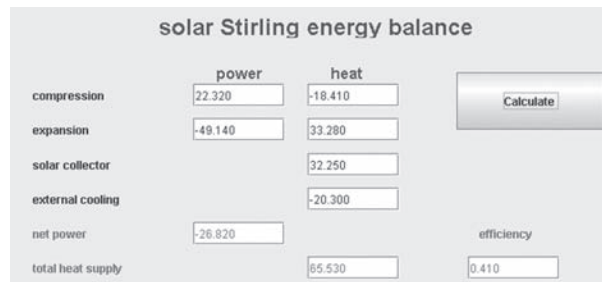 solar Stirling energy balance
power heat
compression 22.320 -18.410 Calculate
expansion -49.140 33.280
solar collector 32.250
external cooling -20.300
net power -26.820 efficiency
total heat supply 65.530 0.410